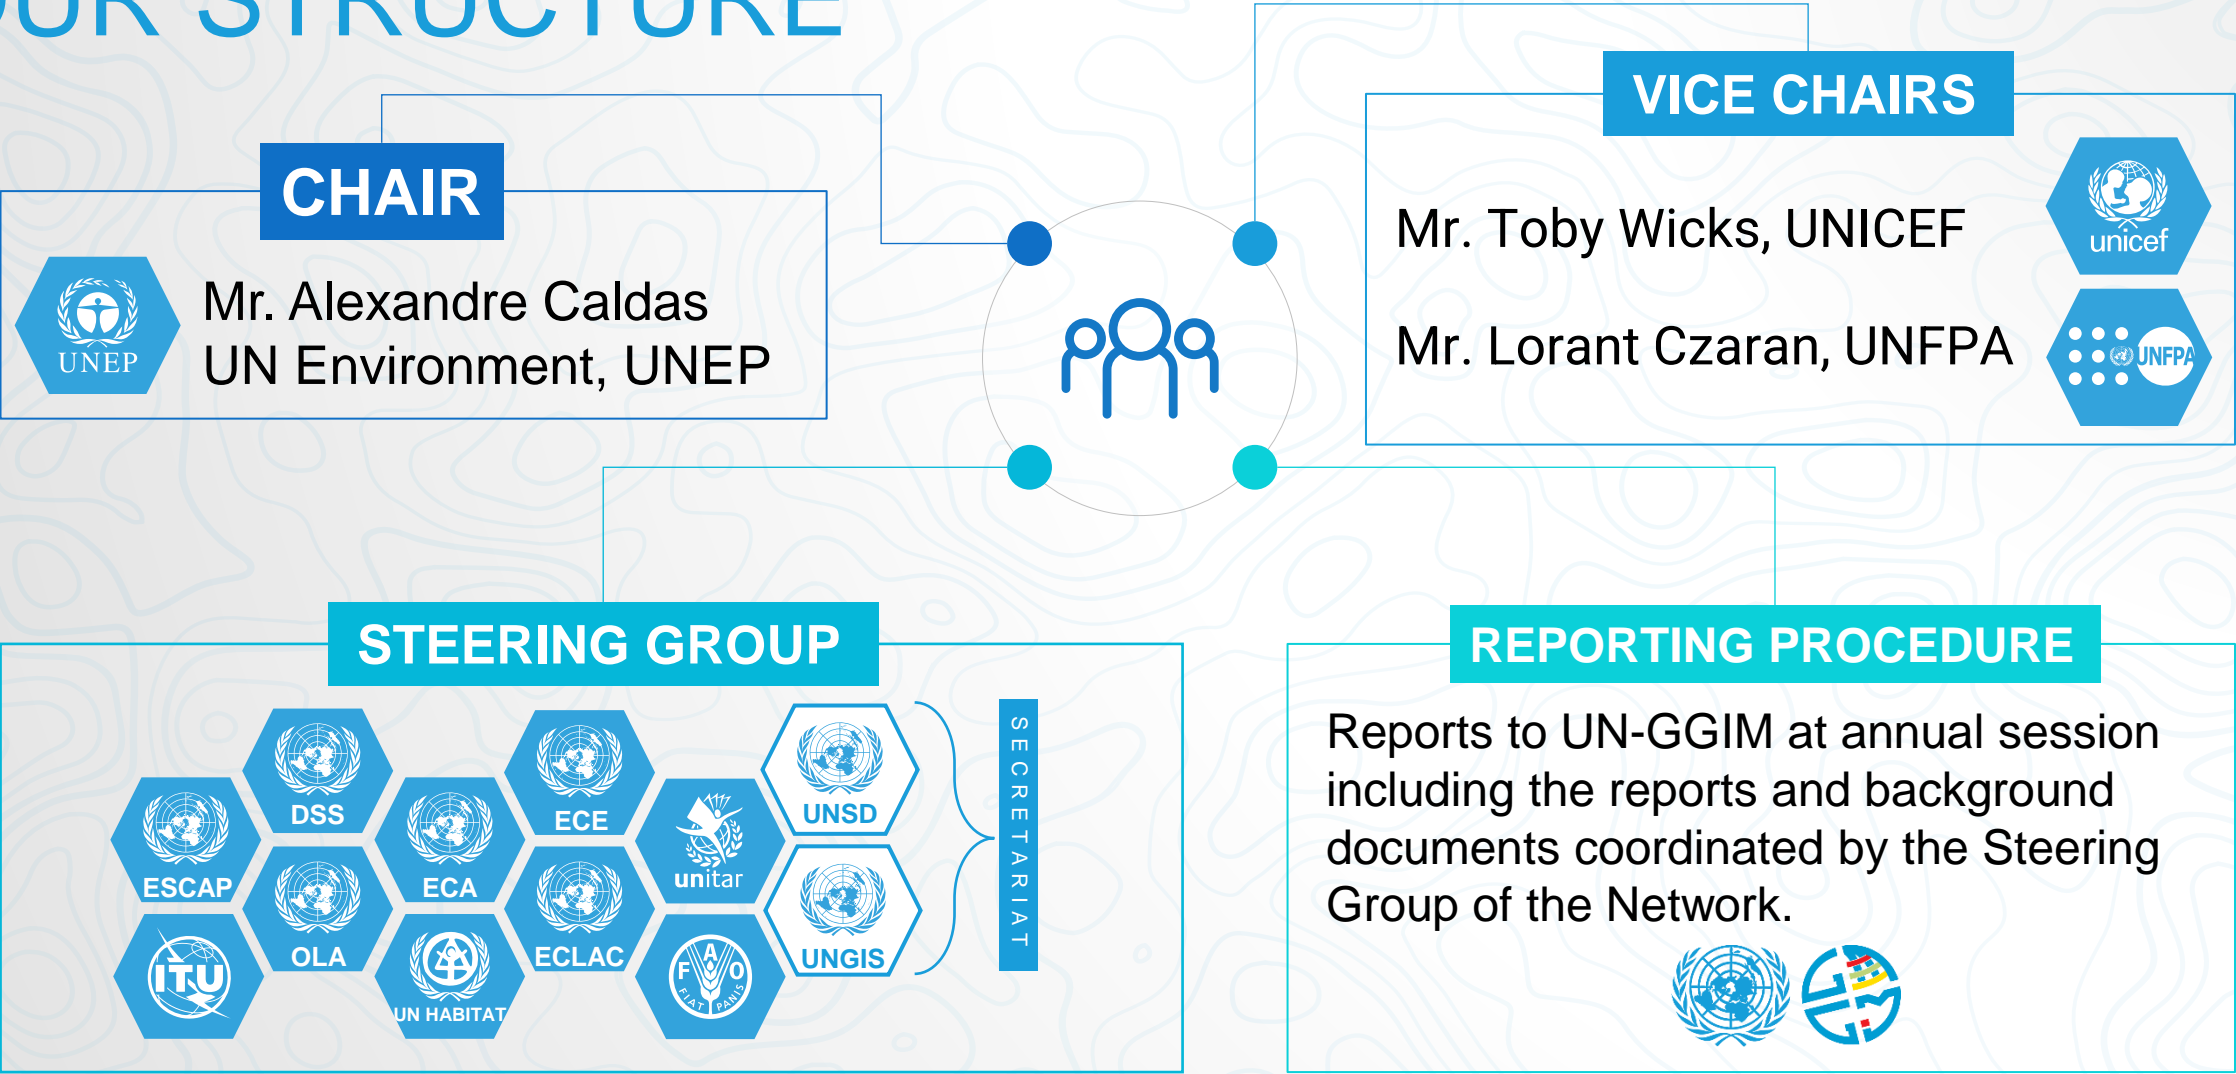 OUR STRUCTURE
CHAIR
UNEP
Mr. Alexandre Caldas
UN Environment, UNEP
VICE CHAIRS
Mr. Toby Wicks, UNICEF
unicef
Mr. Lorant Czaran, UNFPA
UNFPA
STEERING GROUP
DSS
ECE
UNSD
ESCAP
ECA
unitar
OLA
ECLAC
UNGIS
ITU
UN HABITAT
F A O
FIAT PANIS
SECRETARIAT
REPORTING PROCEDURE
Reports to UN-GGIM at annual session
including the reports and background
documents coordinated by the Steering
Group of the Network.